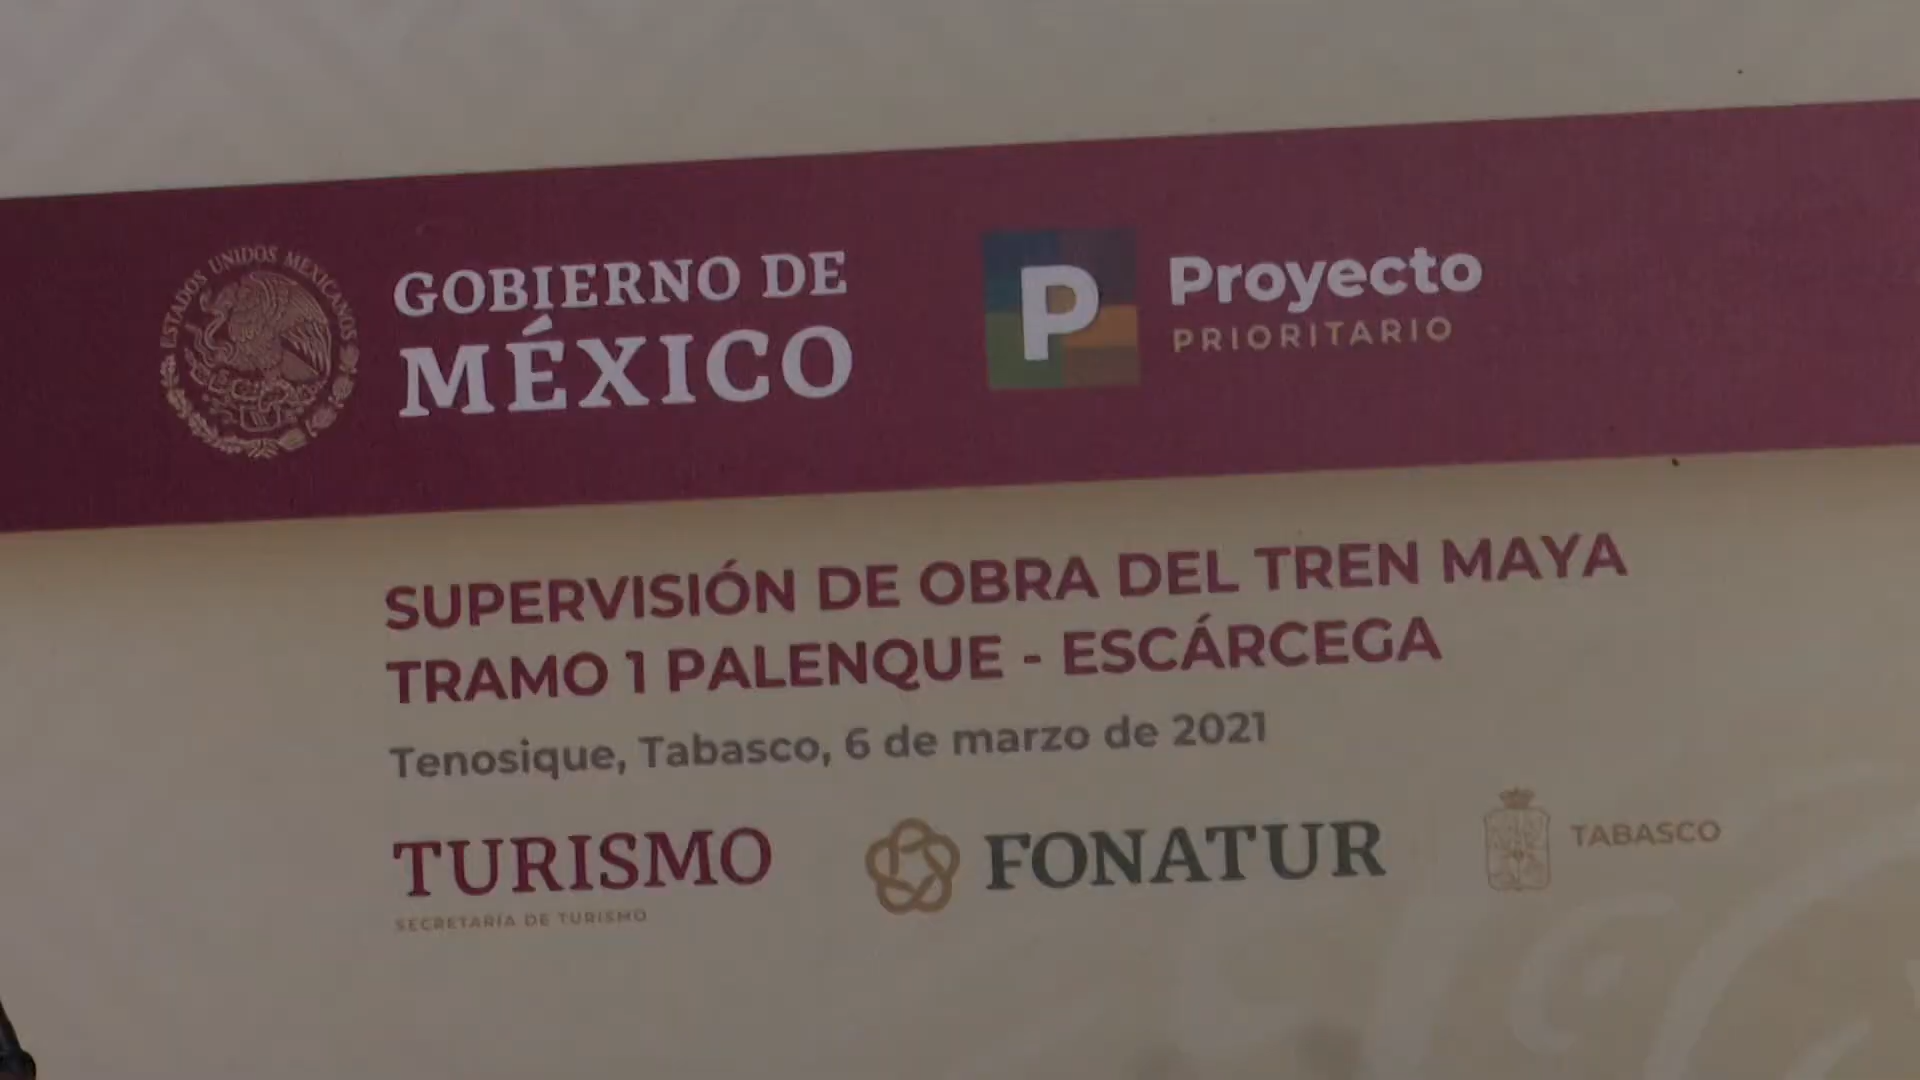 ESTADOS UNIDOS MEXICANOS
GOBIERNO DE
MÉXICO
P
Proyecto
PRIORITARIO
SUPERVISIÓN DE OBRA DEL TREN MAYA
TRAMO 1 PALENQUE - ESCÁRCEGA
Tenosique, Tabasco, 6 de marzo de 2021
TURISMO
SECRETARÍA DE TURISMO
FONATUR
TABASCO